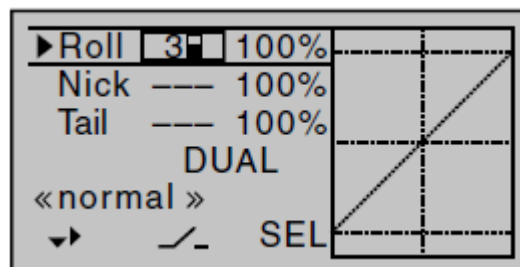 Roll 3 100%
Nick --- 100%
Tail --- 100%
DUAL
«normal »
SEL